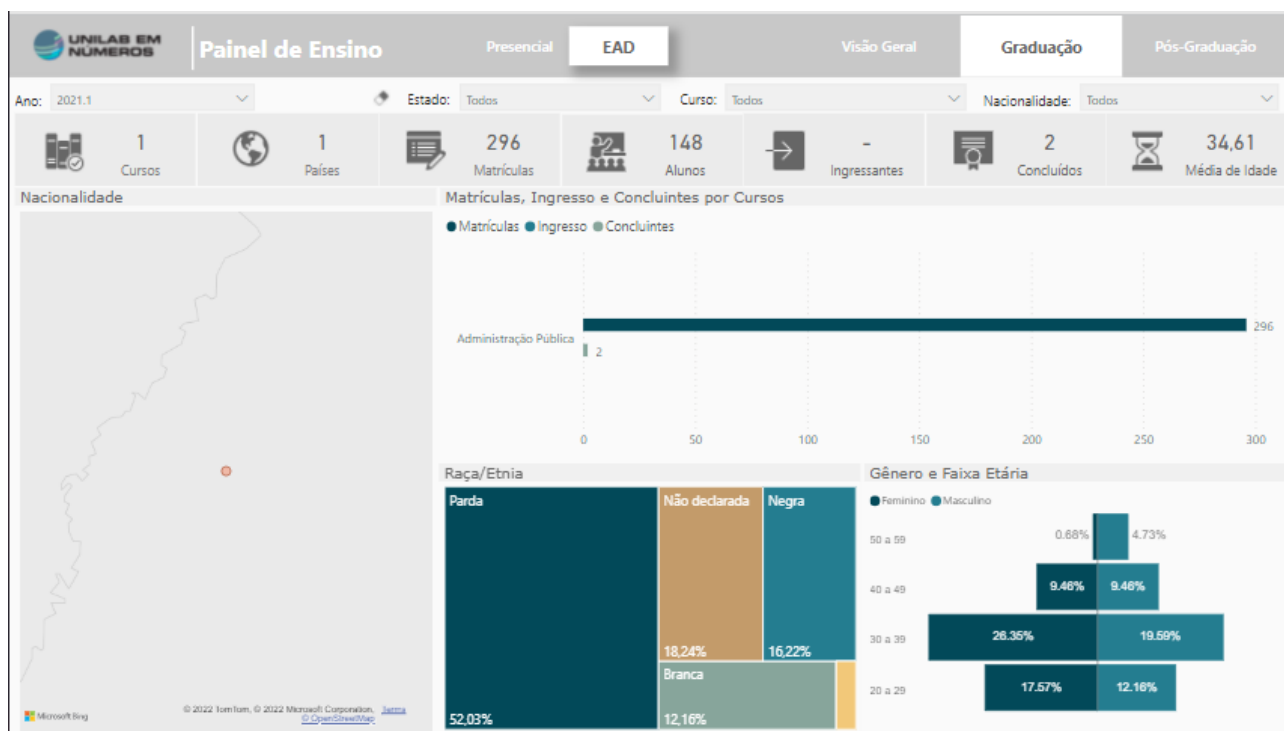 UNILAB EM
NÚMEROS
Painel de Ensino
Presencial
EAD
Visão Geral
Graduação
Pós-Graduação
Ano: 2021.1
Estado: Todos
Curso: Todos
Nacionalidade: Todos
1
Cursos
1
Países
296
Matrículas
148
Alunos
-
Ingressantes
2
Concluídos
34,61
Média de Idade
Nacionalidade
Microsoft Bing
© 2022 TomTom, © 2022 Microsoft Corporation, Terms
© OpenStreetMap
Matrículas, Ingresso e Concluintes por Cursos
Matrículas Ingresso Concluintes
Administração Pública
296
2
0 50 100 150 200 250 300
Raça/Etnia
Parda
52,03%
Não declarada
18,24%
Negra
16,22%
Branca
12,16%
Gênero e Faixa Etária
Feminino Masculino
50 a 59 0.68% 4.73%
40 a 49 9.46% 9.46%
30 a 39 26.35% 19.59%
20 a 29 17.57% 12.16%